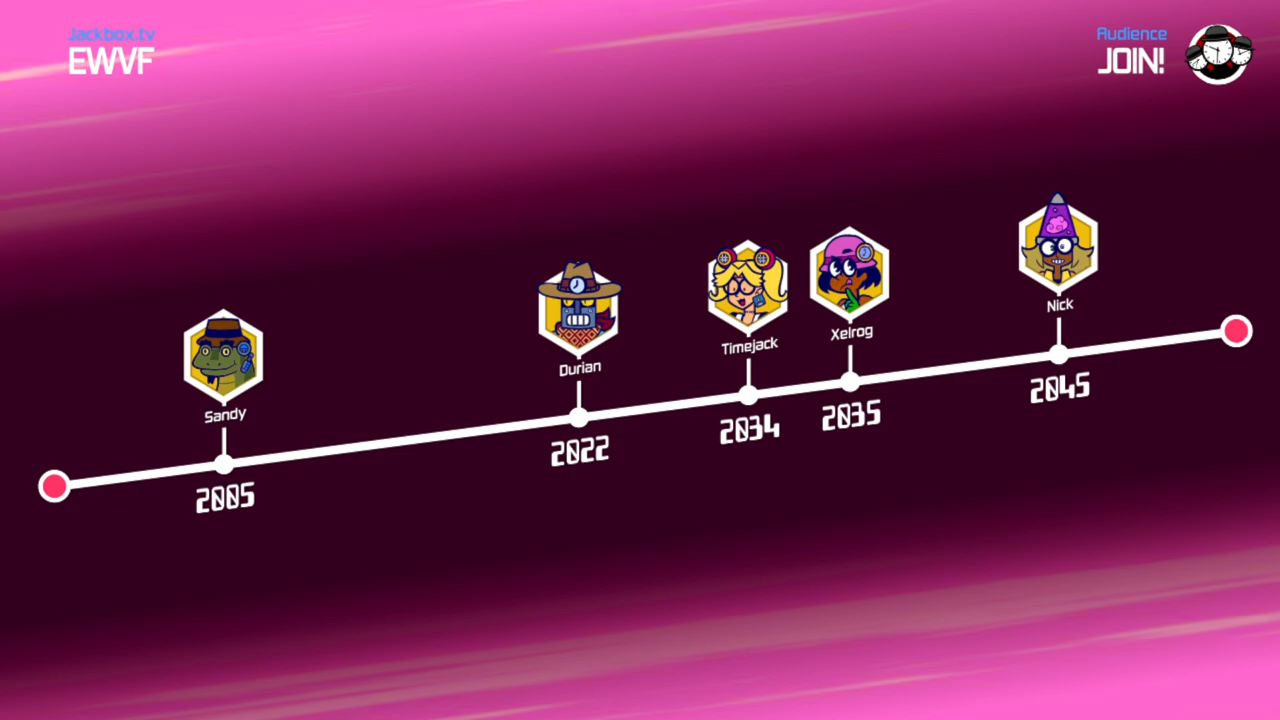 Jackbox.tv
EWVF
Audience
JOIN!
Sandy
2005
Durian
2022
Timejack
2034
Xelrog
2035
Nick
2045